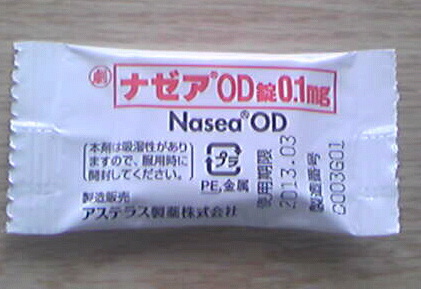 劇 ナゼア®OD錠0.1mg
Nasea®OD
本剤は吸湿性があり
ますので、服用時に
開封してください。
プラ
PE,金属
製造販売
アステラス製薬株式会社
使用期限
2013.03
製造番号
C003G01